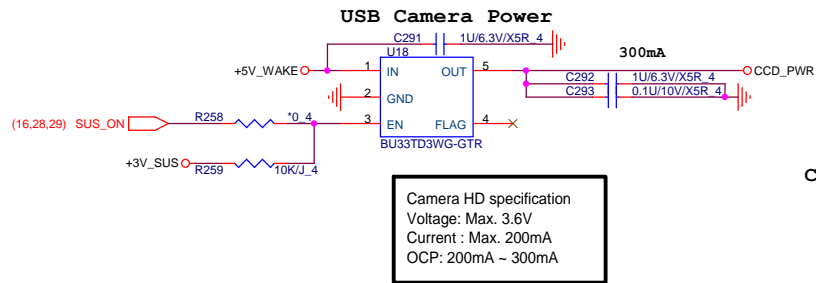 USB Camera Power
C291 1U/6.3V/X5R_4
U18
300mA
+5V_WAKE 1 IN OUT 5 CCD_PWR
C292 1U/6.3V/X5R_4
C293 0.1U/10V/X5R_4
2 GND
(16,28,29) SUS_ON R258 *0_4 3 EN FLAG 4
BU33TD3WG-GTR
+3V_SUS R259 10K/J_4
C
Camera HD specification
Voltage: Max. 3.6V
Current : Max. 200mA
OCP: 200mA ~ 300mA